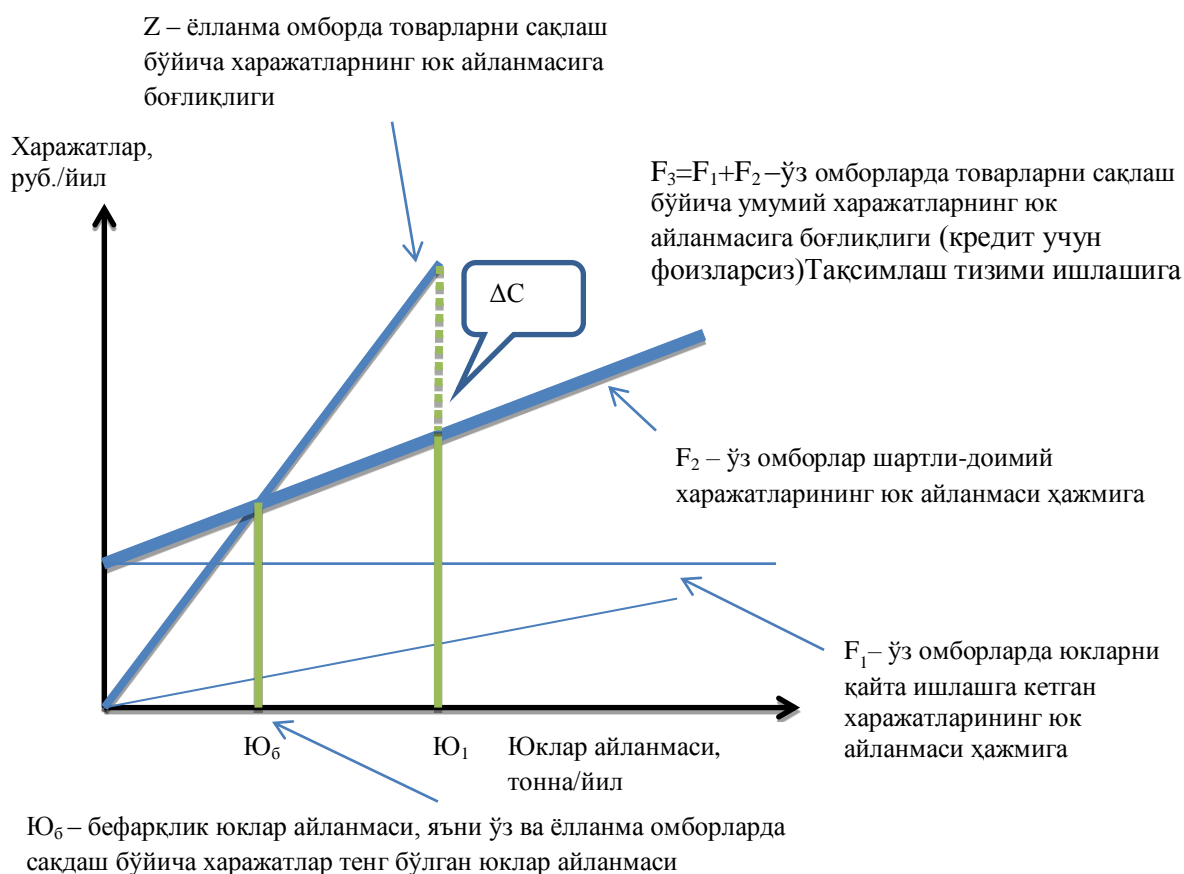 Z – ёлланма омборда товарларни сақлаш
бўйича харажатларнинг юк айланмасига
боғлиқлиги
Харажатлар,
руб./йил
F₃=F₁+F₂ –ўз омборларда товарларни сақлаш
бўйича умумий харажатларнинг юк
айланмасига боғлиқлиги (кредит учун
фоизларсиз)Тақсимлаш тизими ишлашига
ΔС
F₂ – ўз омборлар шартли-доимий
харажатларининг юк айланмаси ҳажмига
F₁– ўз омборларда юкларни
қайта ишлашга кетган
харажатларининг юк
айланмаси ҳажмига
Юб
Ю₁
Юклар айланмаси,
тонна/йил
Юб – бефарқлик юклар айланмаси, яъни ўз ва ёлланма омборларда
сақдаш бўйича харажатлар тенг бўлган юклар айланмаси